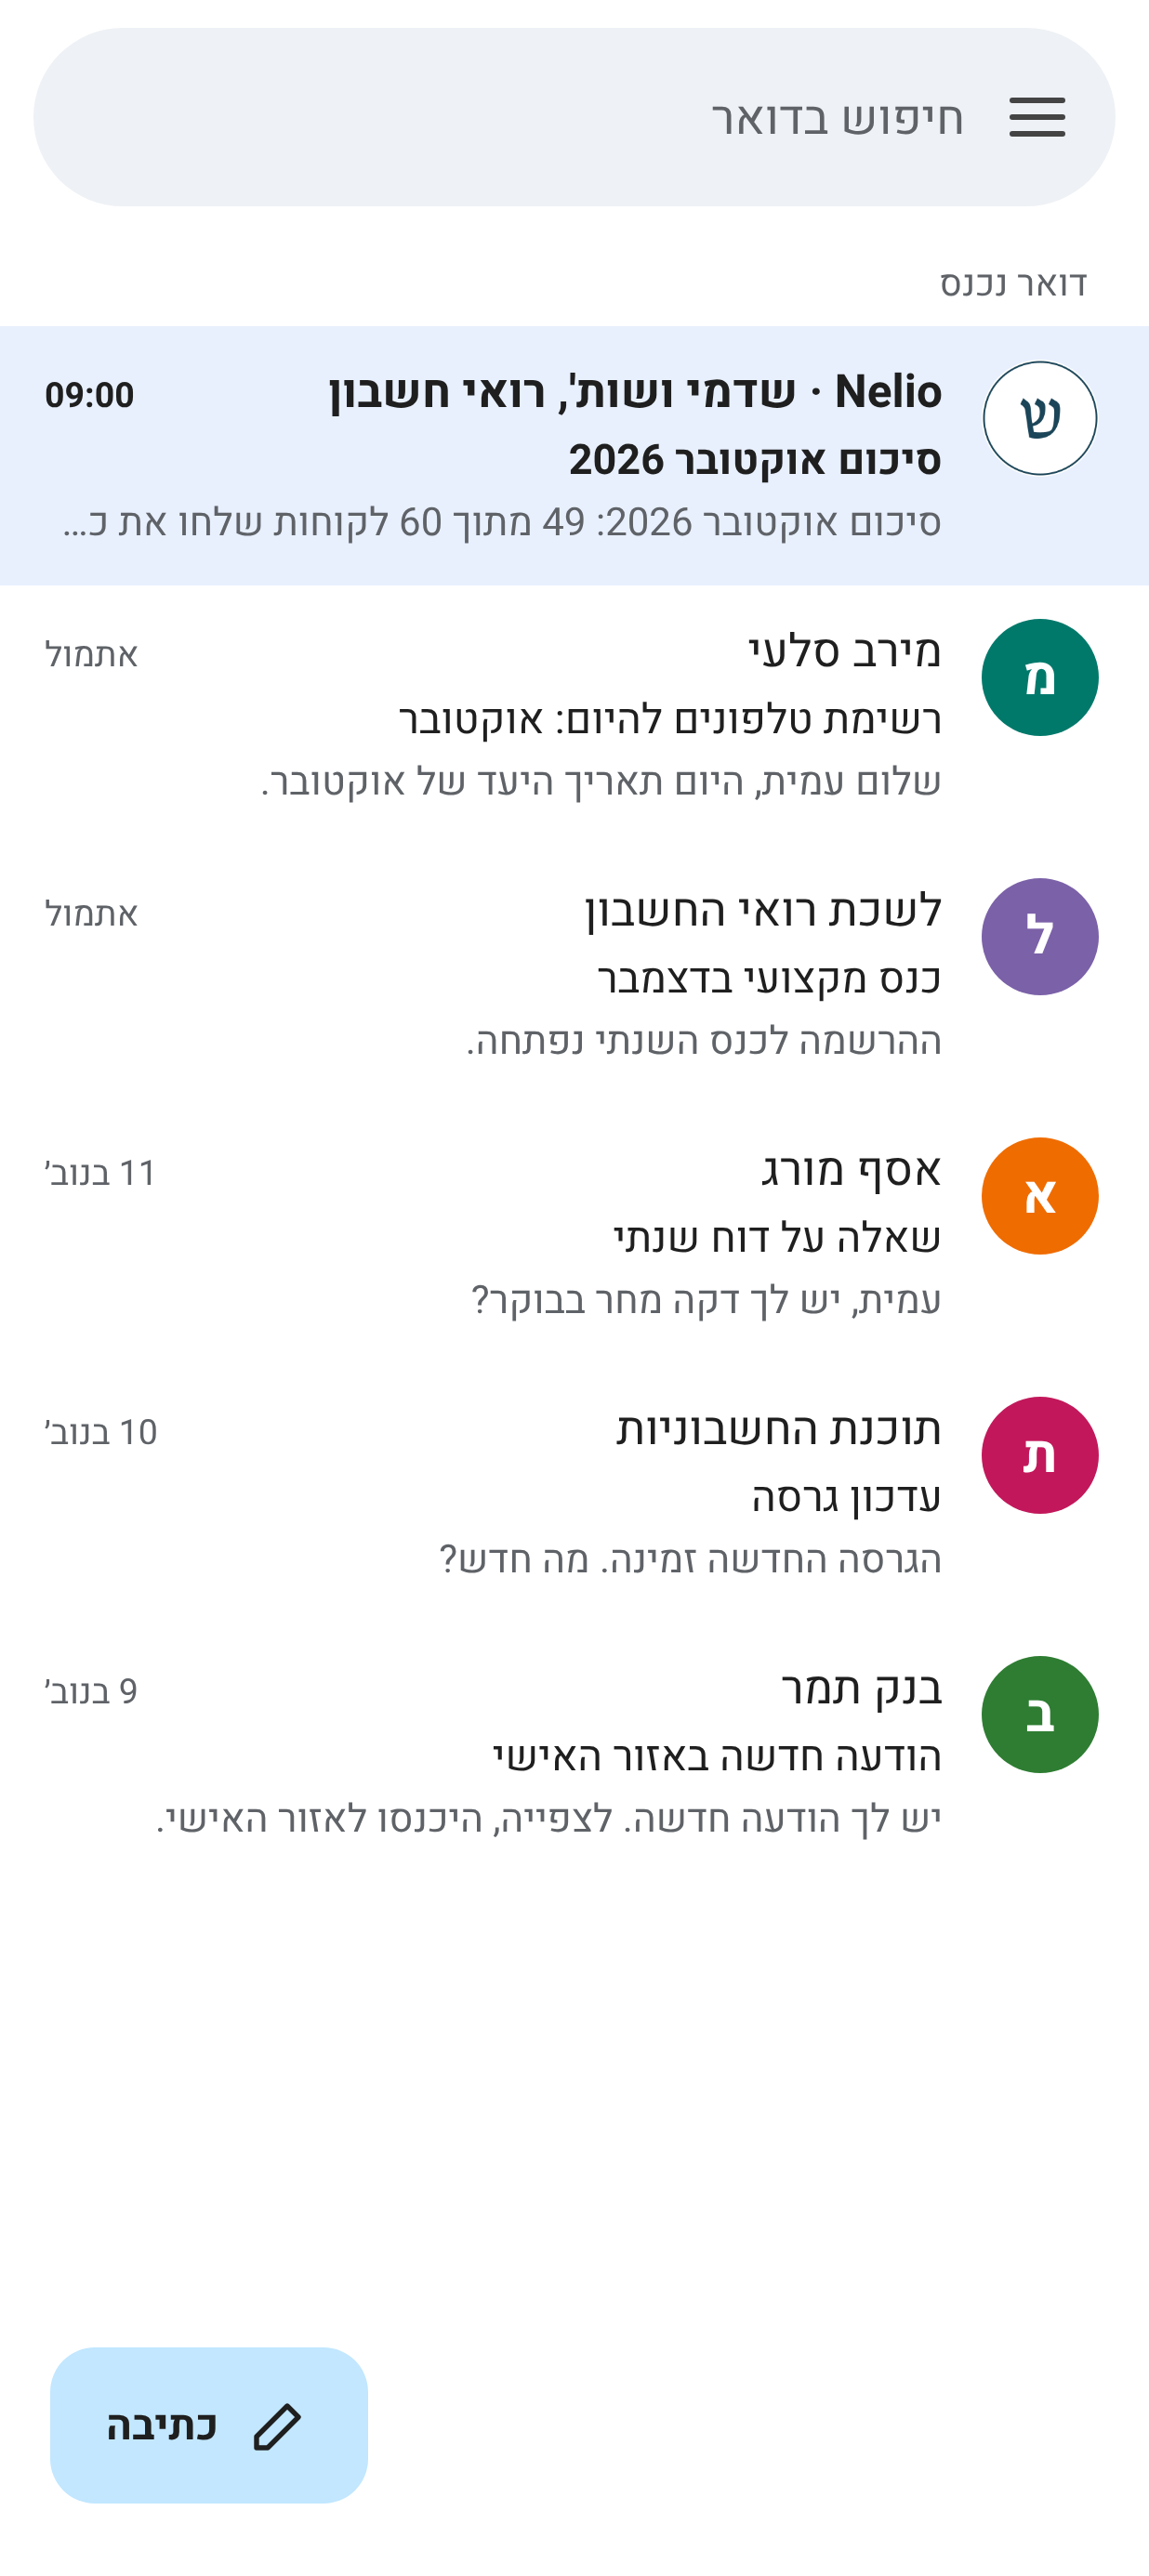 חיפוש בדואר
דואר נכנס
ש
Nelio · שדמי ושות', רואי חשבון
09:00
סיכום אוקטובר 2026
סיכום אוקטובר 2026: 49 מתוך 60 לקוחות שלחו את כ...
מ
מירב סלעי
אתמול
רשימת טלפונים להיום: אוקטובר
שלום עמית, היום תאריך היעד של אוקטובר.
ל
לשכת רואי החשבון
אתמול
כנס מקצועי בדצמבר
ההרשמה לכנס השנתי נפתחה.
א
אסף מורג
11 בנוב׳
שאלה על דוח שנתי
עמית, יש לך דקה מחר בבוקר?
ת
תוכנת החשבוניות
10 בנוב׳
עדכון גרסה
הגרסה החדשה זמינה. מה חדש?
ב
בנק תמר
9 בנוב׳
הודעה חדשה באזור האישי
יש לך הודעה חדשה. לצפייה, היכנסו לאזור האישי.
כתיבה